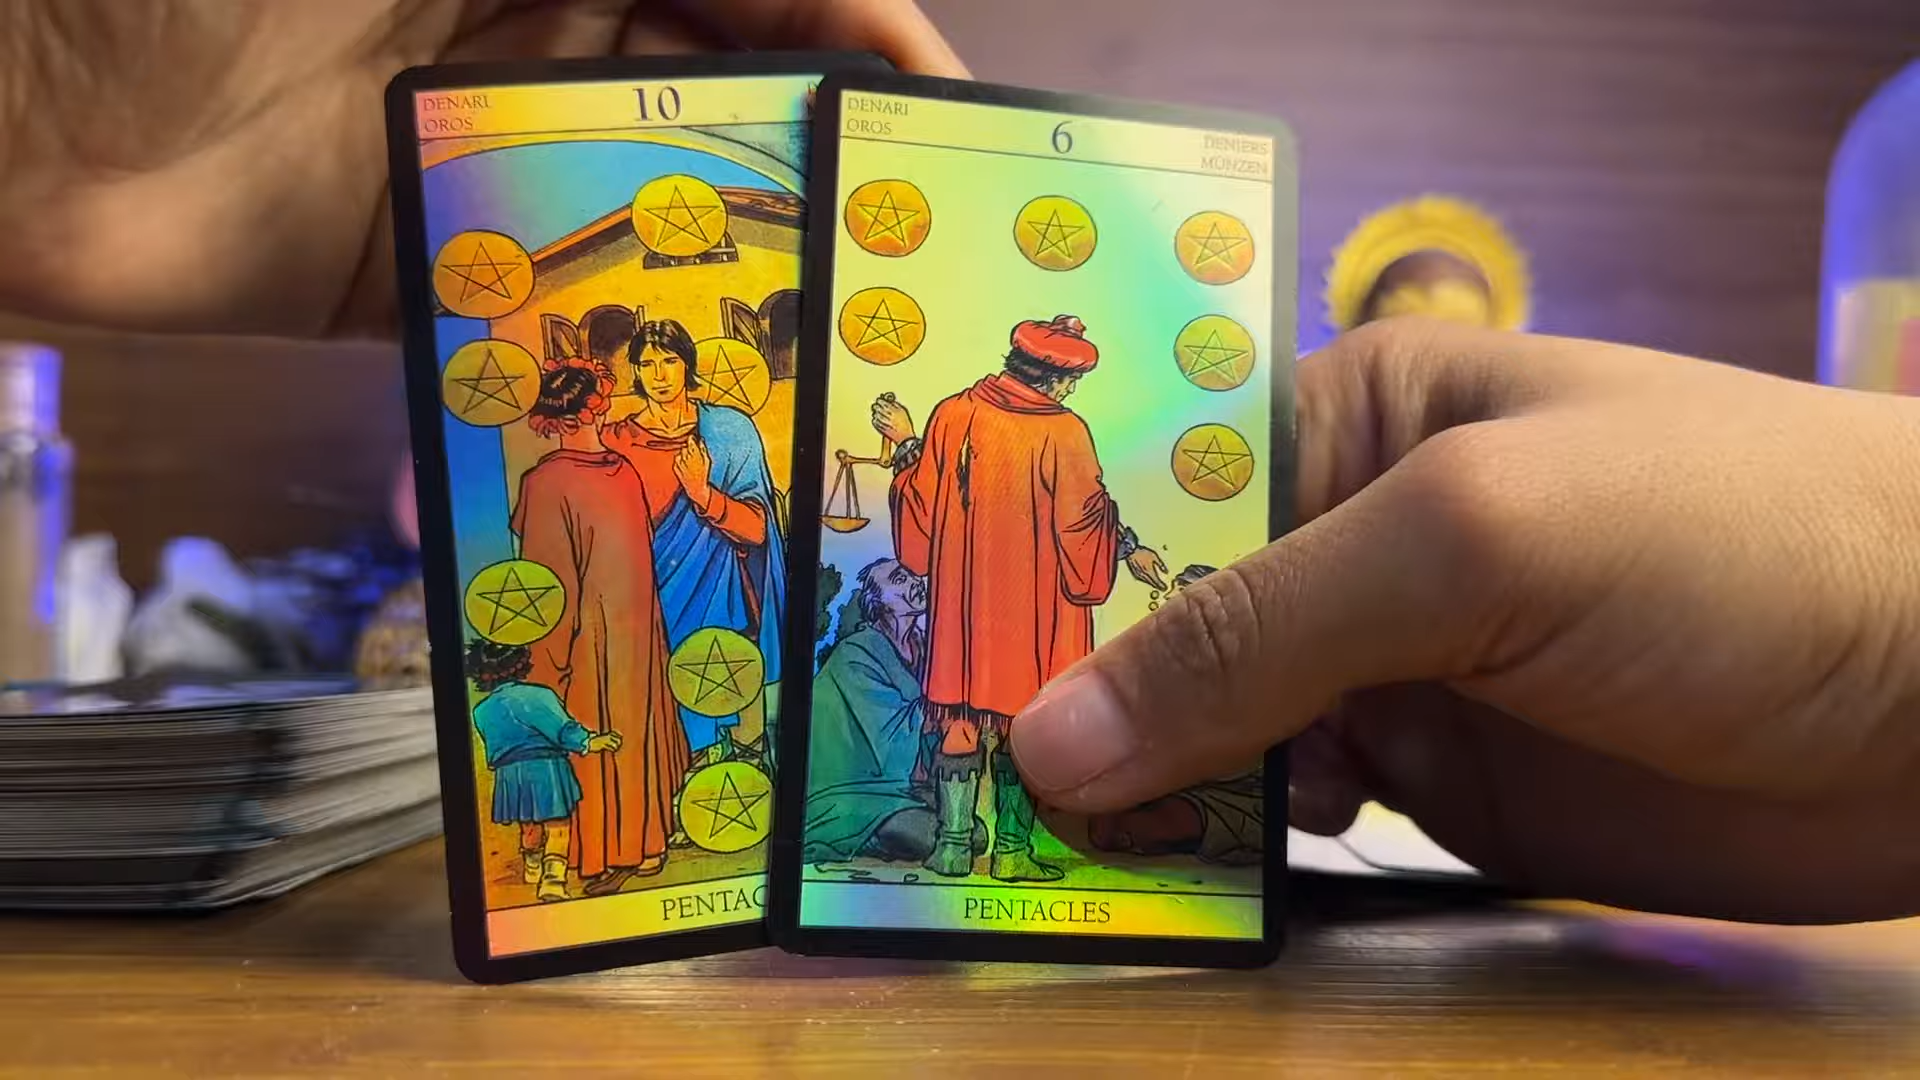 DENARI
OROS
10
PENTAC
DENARI
OROS
6
DENIERS
MÜNZEN
PENTACLES